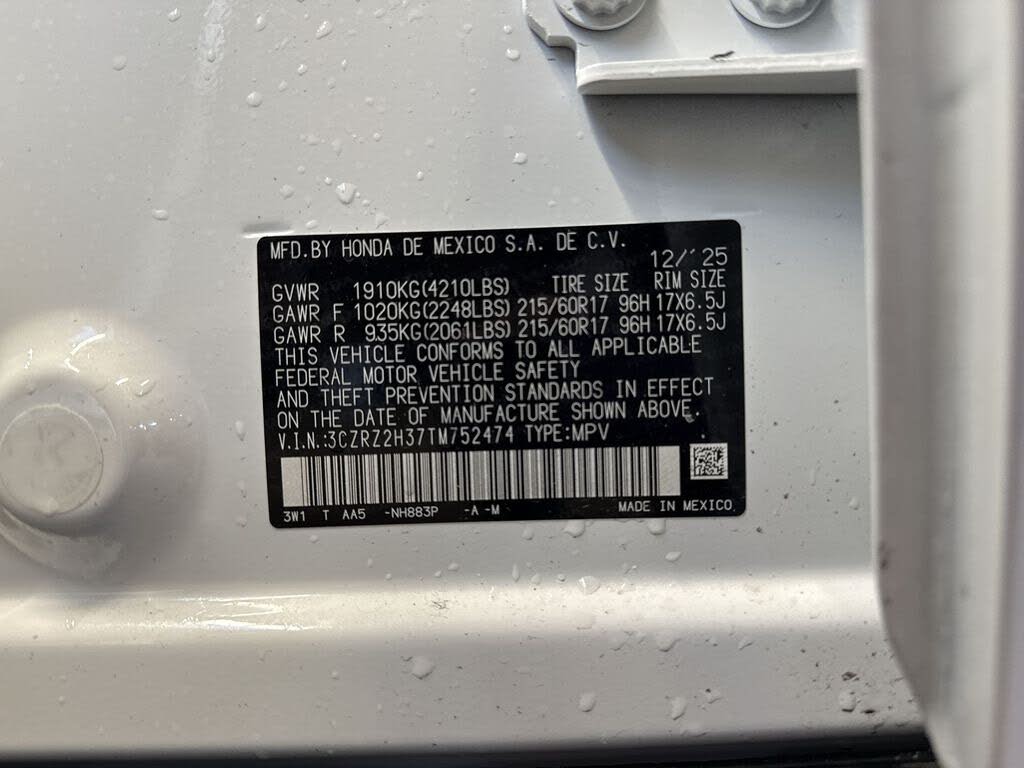 MFD.BY HONDA DE MEXICO S.A. DE C.V.
12/'25
GVWR 1910KG(4210LBS) TIRE SIZE RIM SIZE
GAWR F 1020KG(2248LBS) 215/60R17 96H 17X6.5J
GAWR R 935KG(2061LBS) 215/60R17 96H 17X6.5J
THIS VEHICLE CONFORMS TO ALL APPLICABLE
FEDERAL MOTOR VEHICLE SAFETY
AND THEFT PREVENTION STANDARDS IN EFFECT
ON THE DATE OF MANUFACTURE SHOWN ABOVE.
V.I.N.:3CZRZ2H37TM752474 TYPE:MPV
3W1 T AA5 -NH883P -A -M MADE IN MEXICO